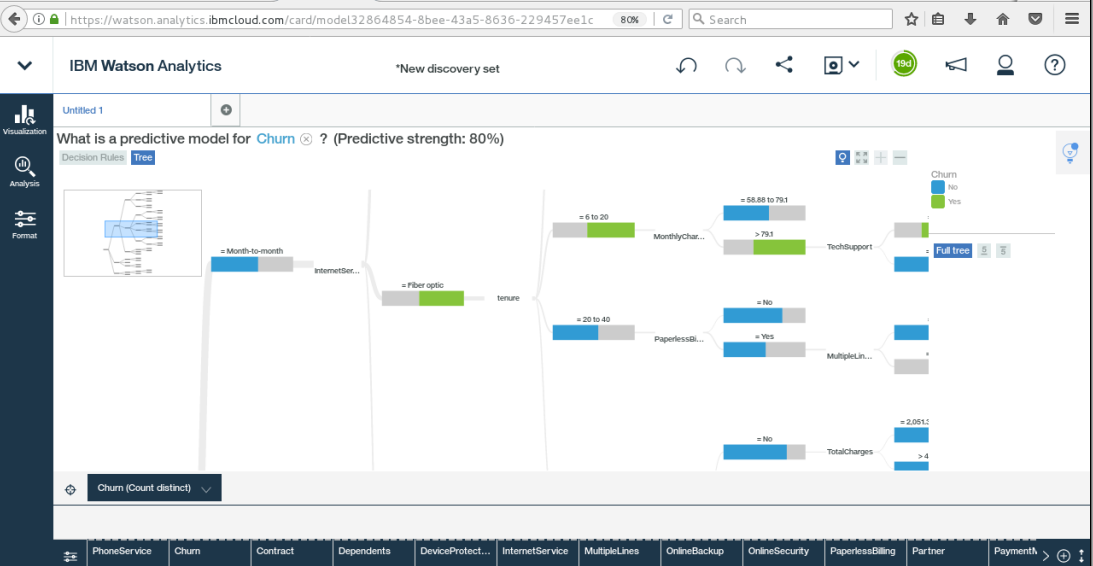 https://watson.analytics.ibmcloud.com/card/model32864854-8bee-43a5-8636-229457ee1c
80%
Search
IBM Watson Analytics
*New discovery set
19d
Visualization
Analysis
Format
Untitled 1
What is a predictive model for Churn ? (Predictive strength: 80%)
Decision Rules
Tree
Churn
No
Yes
Full tree
= Month-to-month
InternetSer...
= Fiber optic
tenure
= 6 to 20
MonthlyChar...
= 58.88 to 79.1
> 79.1
TechSupport
= 20 to 40
PaperlessBi...
= No
= Yes
MultipleLin...
= No
TotalCharges
= 2,051.3
> 4
Churn (Count distinct)
PhoneService
Churn
Contract
Dependents
DeviceProtect...
InternetService
MultipleLines
OnlineBackup
OnlineSecurity
PaperlessBilling
Partner